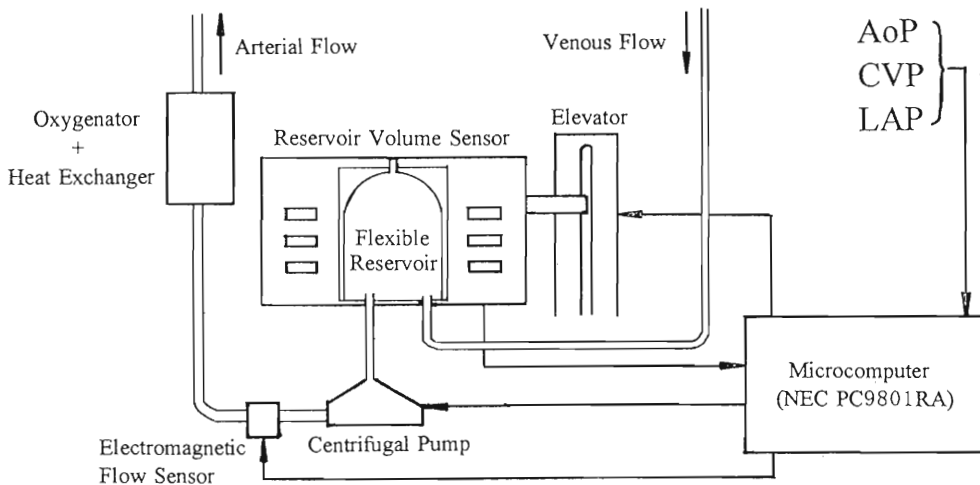 Arterial Flow
Venous Flow
AoP
CVP
LAP
Oxygenator
+
Heat Exchanger
Reservoir Volume Sensor
Elevator
Flexible
Reservoir
Microcomputer
(NEC PC9801RA)
Centrifugal Pump
Electromagnetic
Flow Sensor